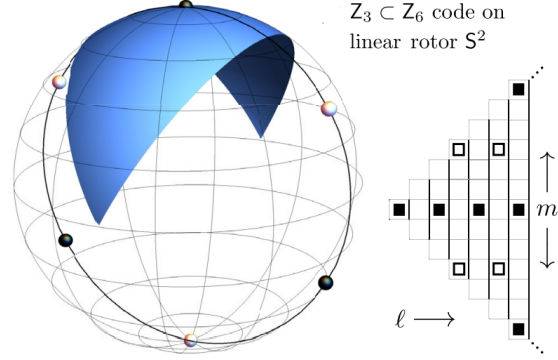 Z₃ ⊂ Z₆ code on
linear rotor S²
m
ℓ